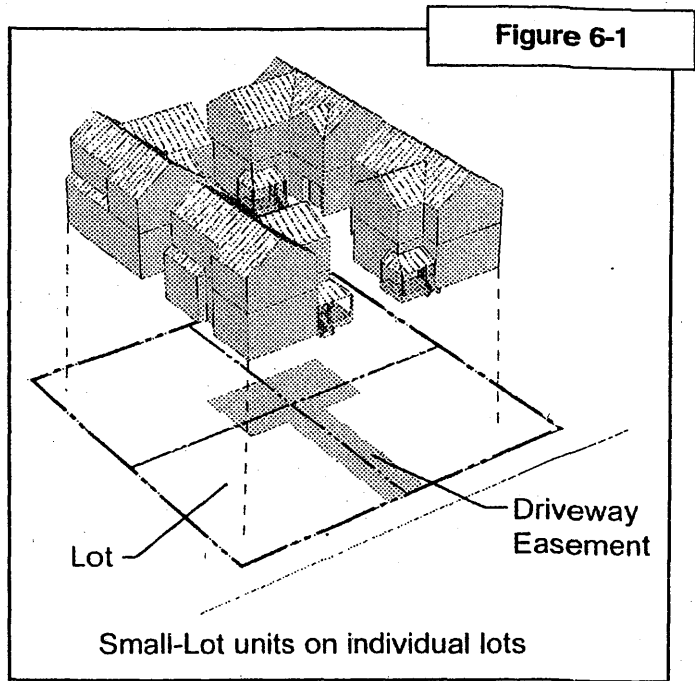 Figure 6-1
Driveway
Easement
Lot
Small-Lot units on individual lots